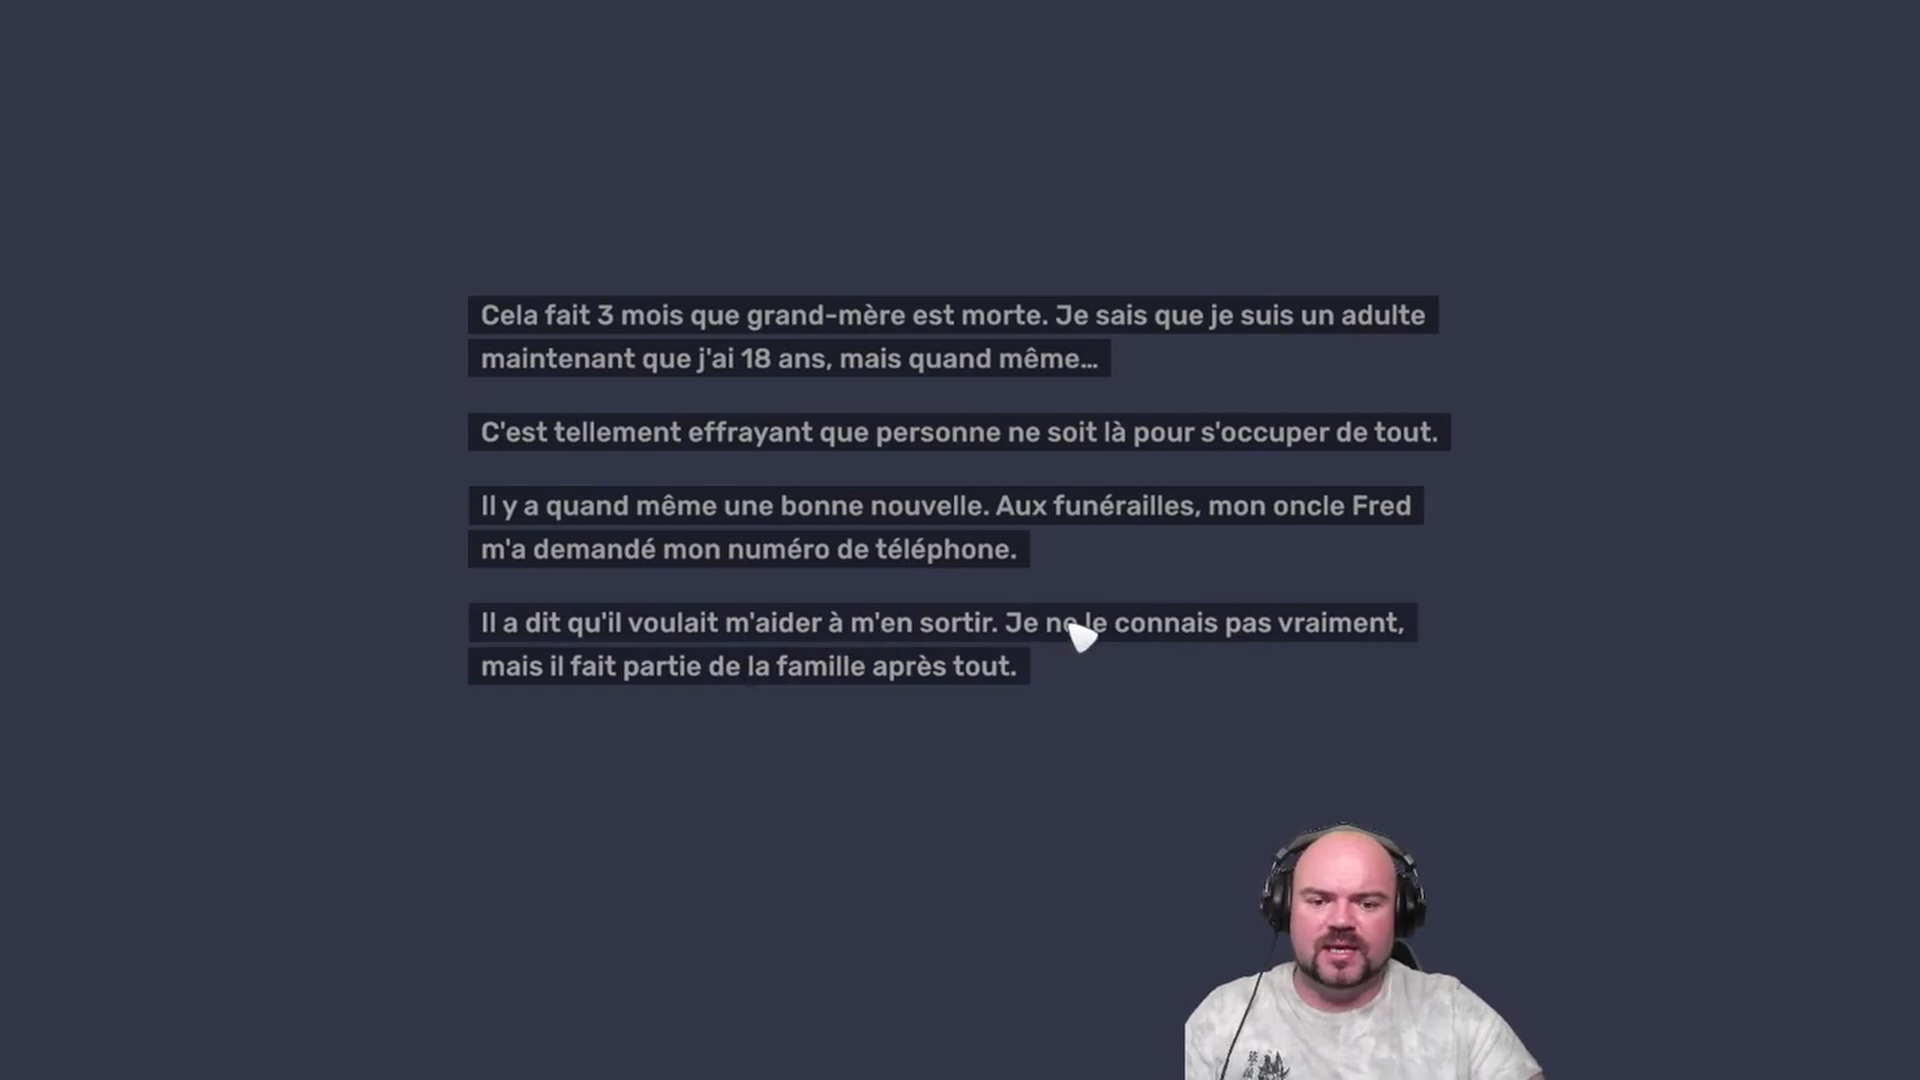 Cela fait 3 mois que grand-mère est morte. Je sais que je suis un adulte
maintenant que j'ai 18 ans, mais quand même...
C'est tellement effrayant que personne ne soit là pour s'occuper de tout.
Il y a quand même une bonne nouvelle. Aux funérailles, mon oncle Fred
m'a demandé mon numéro de téléphone.
Il a dit qu'il voulait m'aider à m'en sortir. Je ne le connais pas vraiment,
mais il fait partie de la famille après tout.